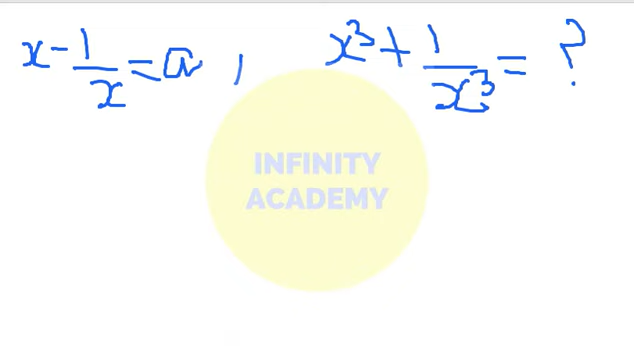 x - 1/x = a , x³ + 1/x³ = ?
INFINITY
ACADEMY